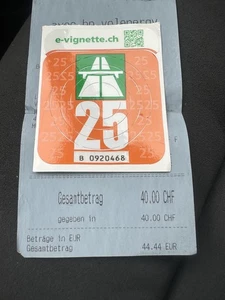 e-vignette.ch
25
B 0920468
Gesamtbetrag 40.00 CHF
gegeben in 40.00 CHF
Beträge in EUR
Gesamtbetrag 44.44 EUR